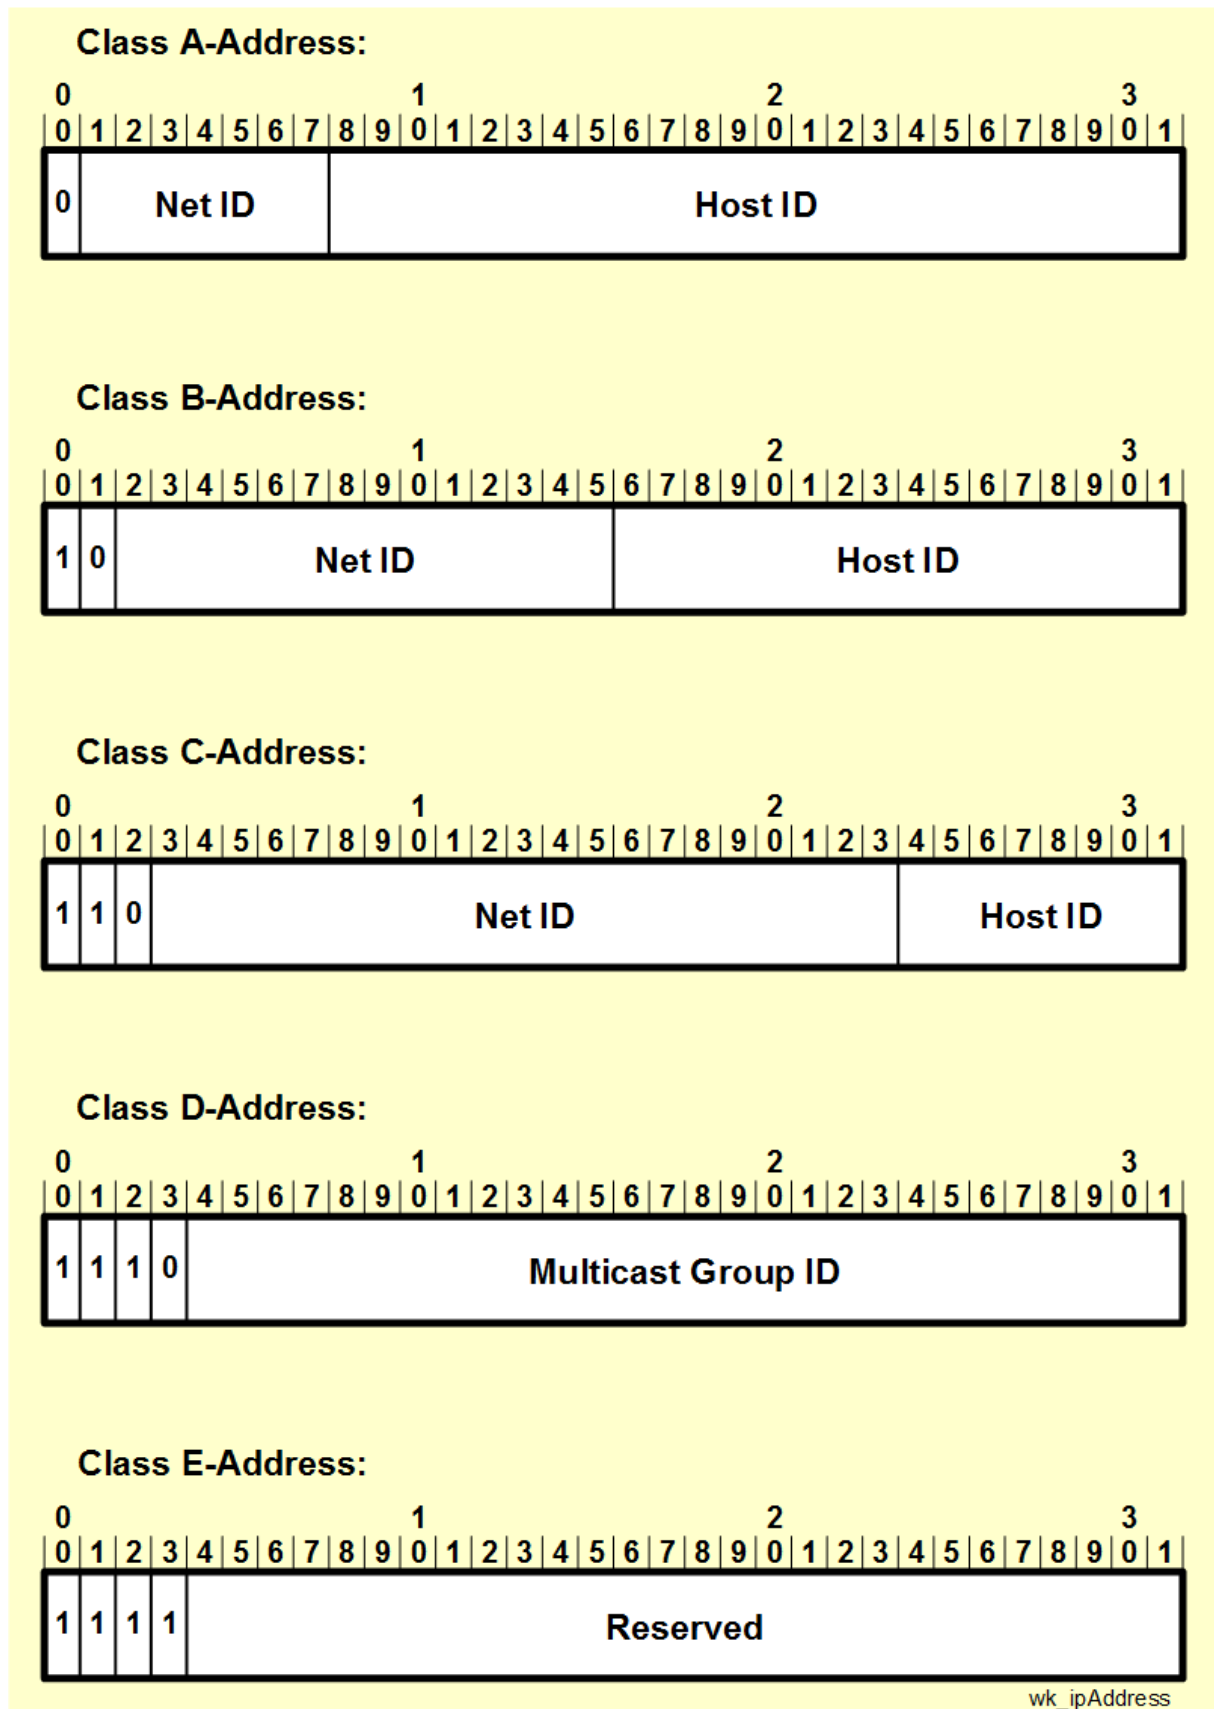 Class A-Address:
0 1 2 3
0 1 2 3 4 5 6 7 8 9 0 1 2 3 4 5 6 7 8 9 0 1 2 3 4 5 6 7 8 9 0 1
0 Net ID Host ID
Class B-Address:
0 1 2 3
0 1 2 3 4 5 6 7 8 9 0 1 2 3 4 5 6 7 8 9 0 1 2 3 4 5 6 7 8 9 0 1
1 0 Net ID Host ID
Class C-Address:
0 1 2 3
0 1 2 3 4 5 6 7 8 9 0 1 2 3 4 5 6 7 8 9 0 1 2 3 4 5 6 7 8 9 0 1
1 1 0 Net ID Host ID
Class D-Address:
0 1 2 3
0 1 2 3 4 5 6 7 8 9 0 1 2 3 4 5 6 7 8 9 0 1 2 3 4 5 6 7 8 9 0 1
1 1 1 0 Multicast Group ID
Class E-Address:
0 1 2 3
0 1 2 3 4 5 6 7 8 9 0 1 2 3 4 5 6 7 8 9 0 1 2 3 4 5 6 7 8 9 0 1
1 1 1 1 Reserved
wk_ipAddress